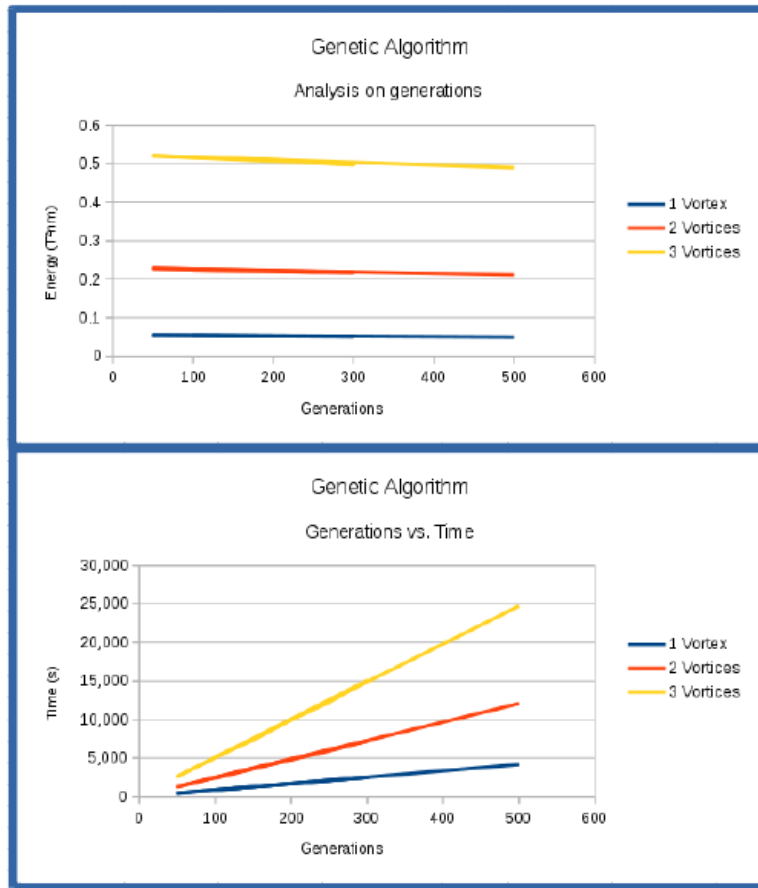 Genetic Algorithm
Analysis on generations
0.6
0.5
0.4
0.3
0.2
0.1
0
Energy (T²nm)
0 100 200 300 400 500 600
Generations
1 Vortex
2 Vortices
3 Vortices
Genetic Algorithm
Generations vs. Time
30,000
25,000
20,000
15,000
10,000
5,000
0
Time (s)
0 100 200 300 400 500 600
Generations
1 Vortex
2 Vortices
3 Vortices